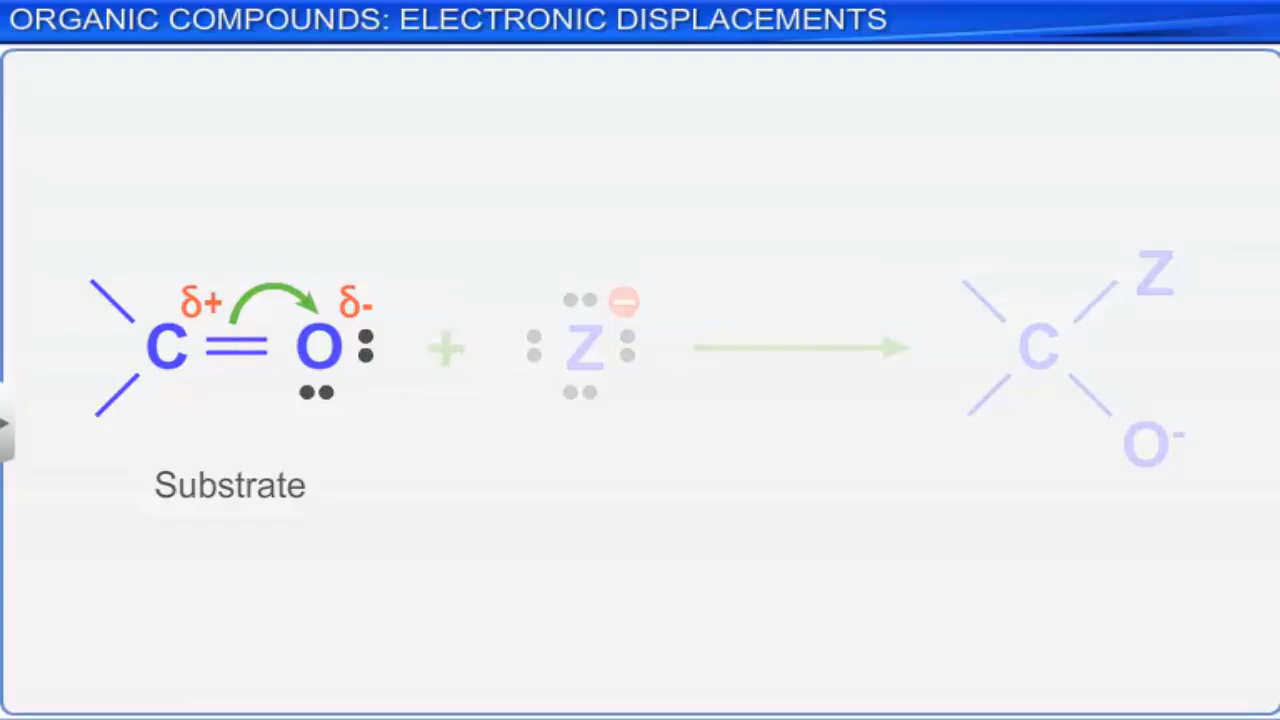 ORGANIC COMPOUNDS: ELECTRONIC DISPLACEMENTS
δ+ δ-
C O + Z C Z
O-
Substrate